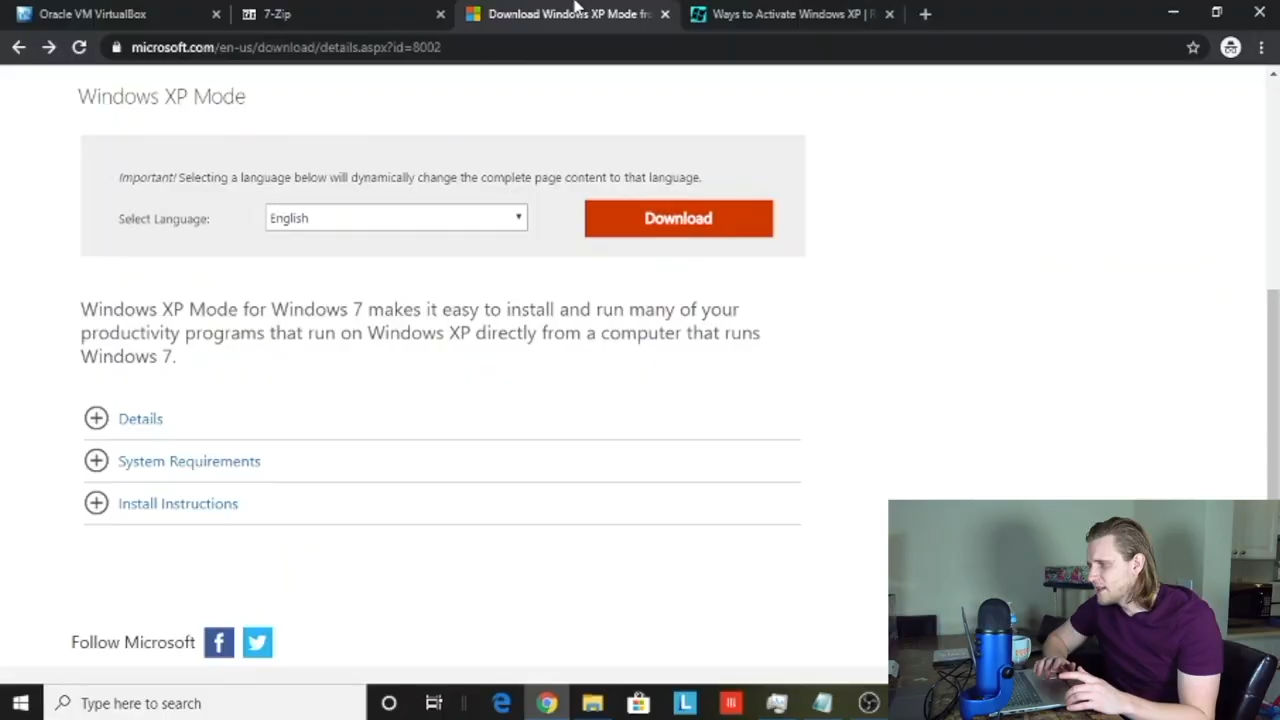 Oracle VM VirtualBox
7-Zip
Download Windows XP Mode fr
Ways to Activate Windows XP | R
microsoft.com/en-us/download/details.aspx?id=8002
Windows XP Mode
Important! Selecting a language below will dynamically change the complete page content to that language.
Select Language:
English
Download
Windows XP Mode for Windows 7 makes it easy to install and run many of your
productivity programs that run on Windows XP directly from a computer that runs
Windows 7.
Details
System Requirements
Install Instructions
Follow Microsoft
Type here to search